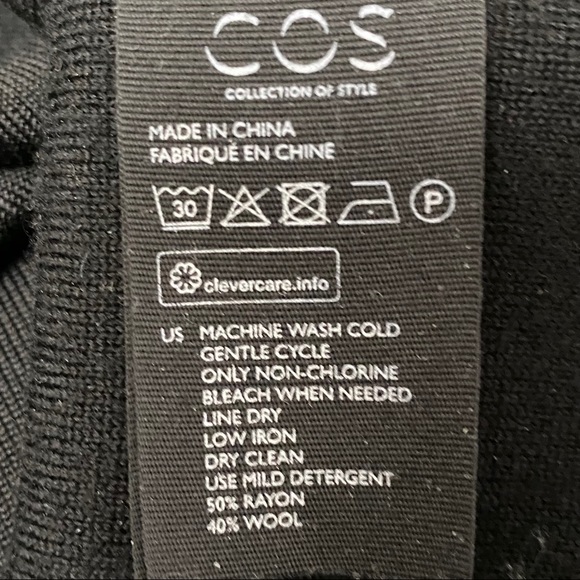 COS
COLLECTION OF STYLE
MADE IN CHINA
FABRIQUÉ EN CHINE
30 P
clevercare.info
US MACHINE WASH COLD
GENTLE CYCLE
ONLY NON-CHLORINE
BLEACH WHEN NEEDED
LINE DRY
LOW IRON
DRY CLEAN
USE MILD DETERGENT
50% RAYON
40% WOOL